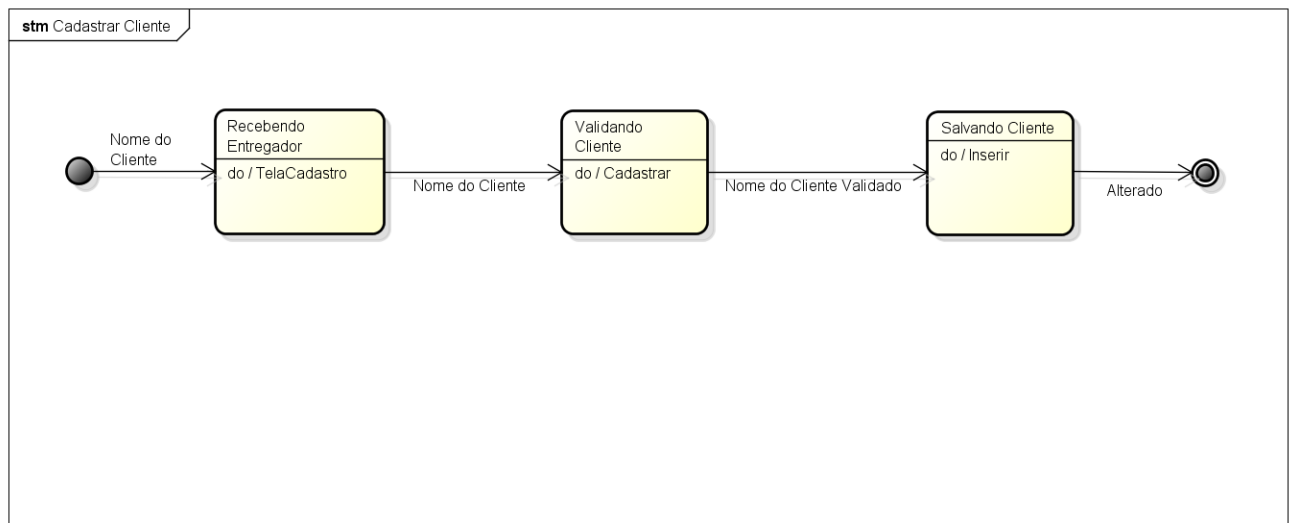 stm Cadastrar Cliente
Nome do
Cliente
Recebendo
Entregador
do / TelaCadastro
Nome do Cliente
Validando
Cliente
do / Cadastrar
Nome do Cliente Validado
Salvando Cliente
do / Inserir
Alterado